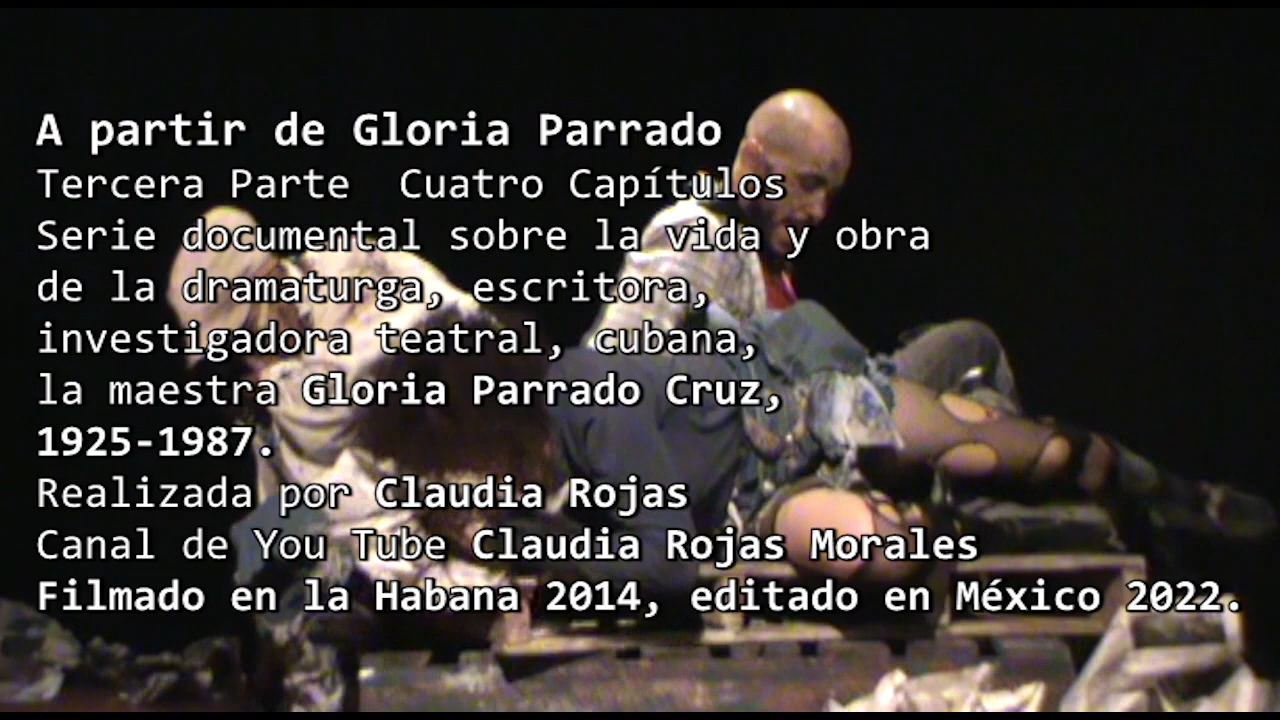 A partir de Gloria Parrado
Tercera Parte  Cuatro Capítulos
Serie documental sobre la vida y obra
de la dramaturga, escritora,
investigadora teatral, cubana,
la maestra Gloria Parrado Cruz,
1925-1987.
Realizada por Claudia Rojas
Canal de You Tube Claudia Rojas Morales
Filmado en la Habana 2014, editado en México 2022.